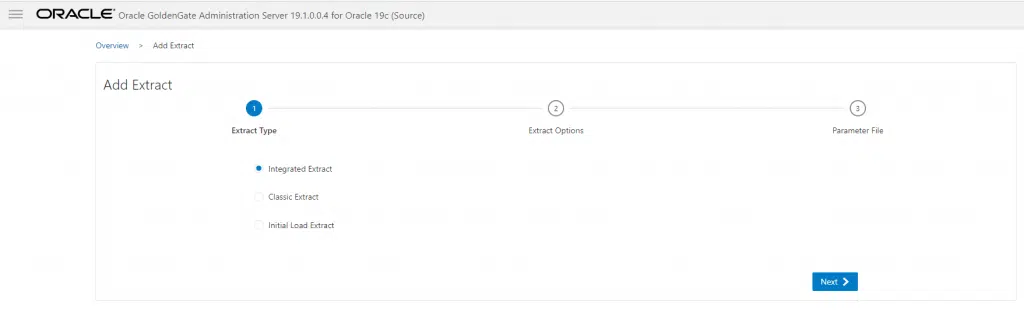 ORACLE® Oracle GoldenGate Administration Server 19.1.0.0.4 for Oracle 19c (Source)
Overview > Add Extract
Add Extract
1 2 3
Extract Type Extract Options Parameter File
Integrated Extract
Classic Extract
Initial Load Extract
Next >